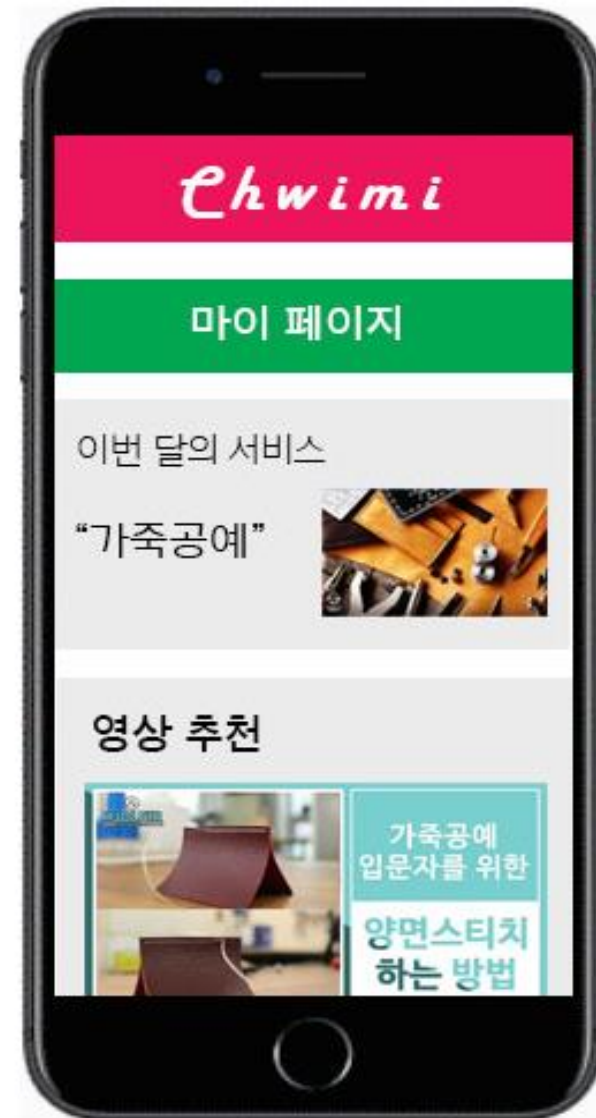 Chwimi
마이 페이지
이번 달의 서비스
“가죽공예”
영상 추천
가죽공예
입문자를 위한
양면스티치
하는 방법